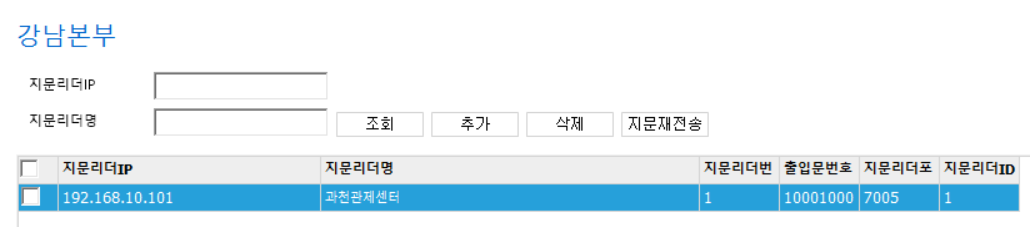 강남본부
지문리더IP
지문리더명 조회 추가 삭제 지문재전송
지문리더IP 지문리더명 지문리더번 출입문번호 지문리더포 지문리더ID
192.168.10.101 과천관제센터 1 10001000 7005 1